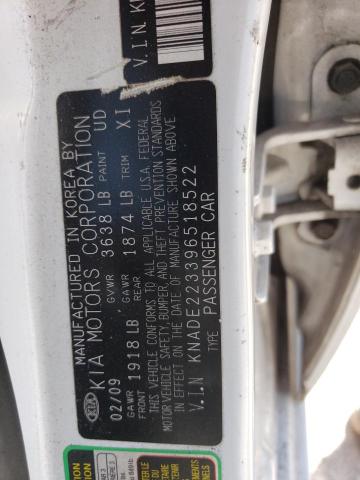 V.I.N. KN
MANUFACTURED IN KOREA BY
KIA KIA MOTORS CORPORATION
02/09 GVWR 3638 LB PAINT UD
GAWR FRONT 1918 LB GAWR REAR 1874 LB TRIM XI
THIS VEHICLE CONFORMS TO ALL APPLICABLE U.S.A. FEDERAL
MOTOR VEHICLE SAFETY, BUMPER, AND THEFT PREVENTION STANDARDS
IN EFFECT ON THE DATE OF MANUFACTURE SHOWN ABOVE
V.I.N KNADE223396518522
TYPE PASSENGER CAR